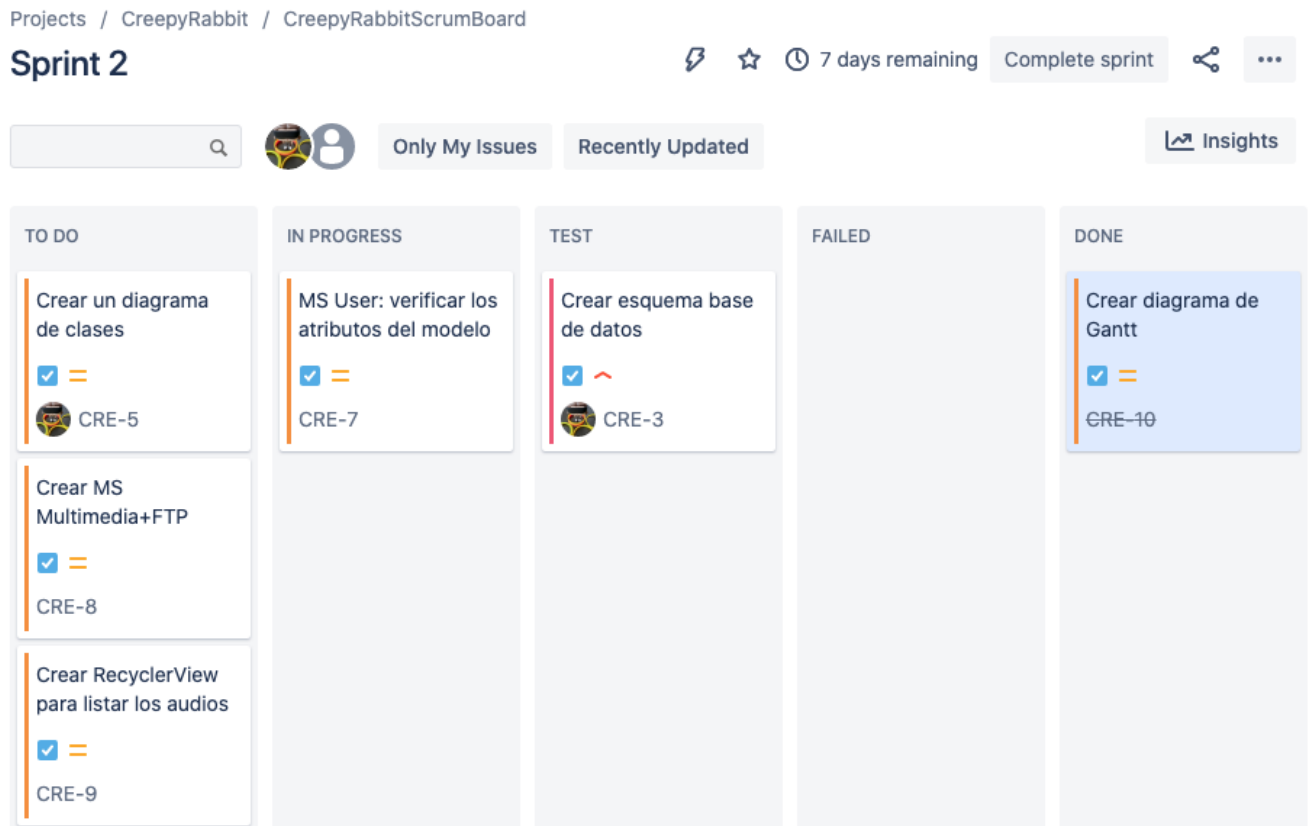 Projects / CreepyRabbit / CreepyRabbitScrumBoard
Sprint 2
7 days remaining
Complete sprint
Only My Issues
Recently Updated
Insights
TO DO
Crear un diagrama
de clases
CRE-5
Crear MS
Multimedia+FTP
CRE-8
Crear RecyclerView
para listar los audios
CRE-9
IN PROGRESS
MS User: verificar los
atributos del modelo
CRE-7
TEST
Crear esquema base
de datos
CRE-3
FAILED
DONE
Crear diagrama de
Gantt
CRE-10